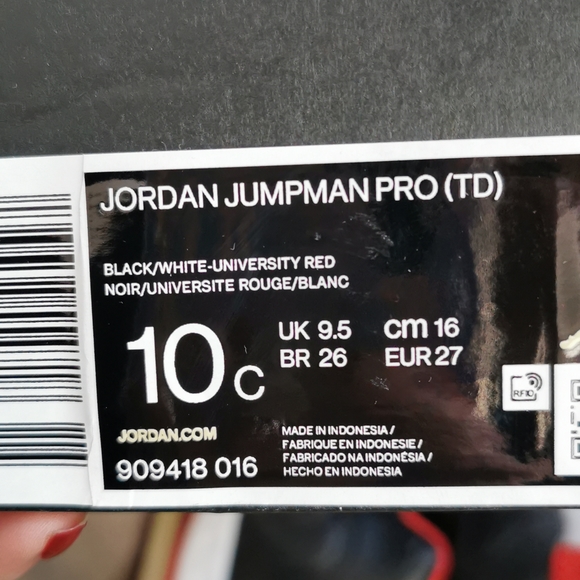 JORDAN JUMPMAN PRO (TD)
BLACK/WHITE-UNIVERSITY RED
NOIR/UNIVERSITE ROUGE/BLANC
10C
UK 9.5 cm 16
BR 26 EUR 27
RFID
JORDAN.COM
909418 016
MADE IN INDONESIA/
FABRIQUE EN INDONESIE/
FABRICADO NA INDONÉSIA/
HECHO EN INDONESIA